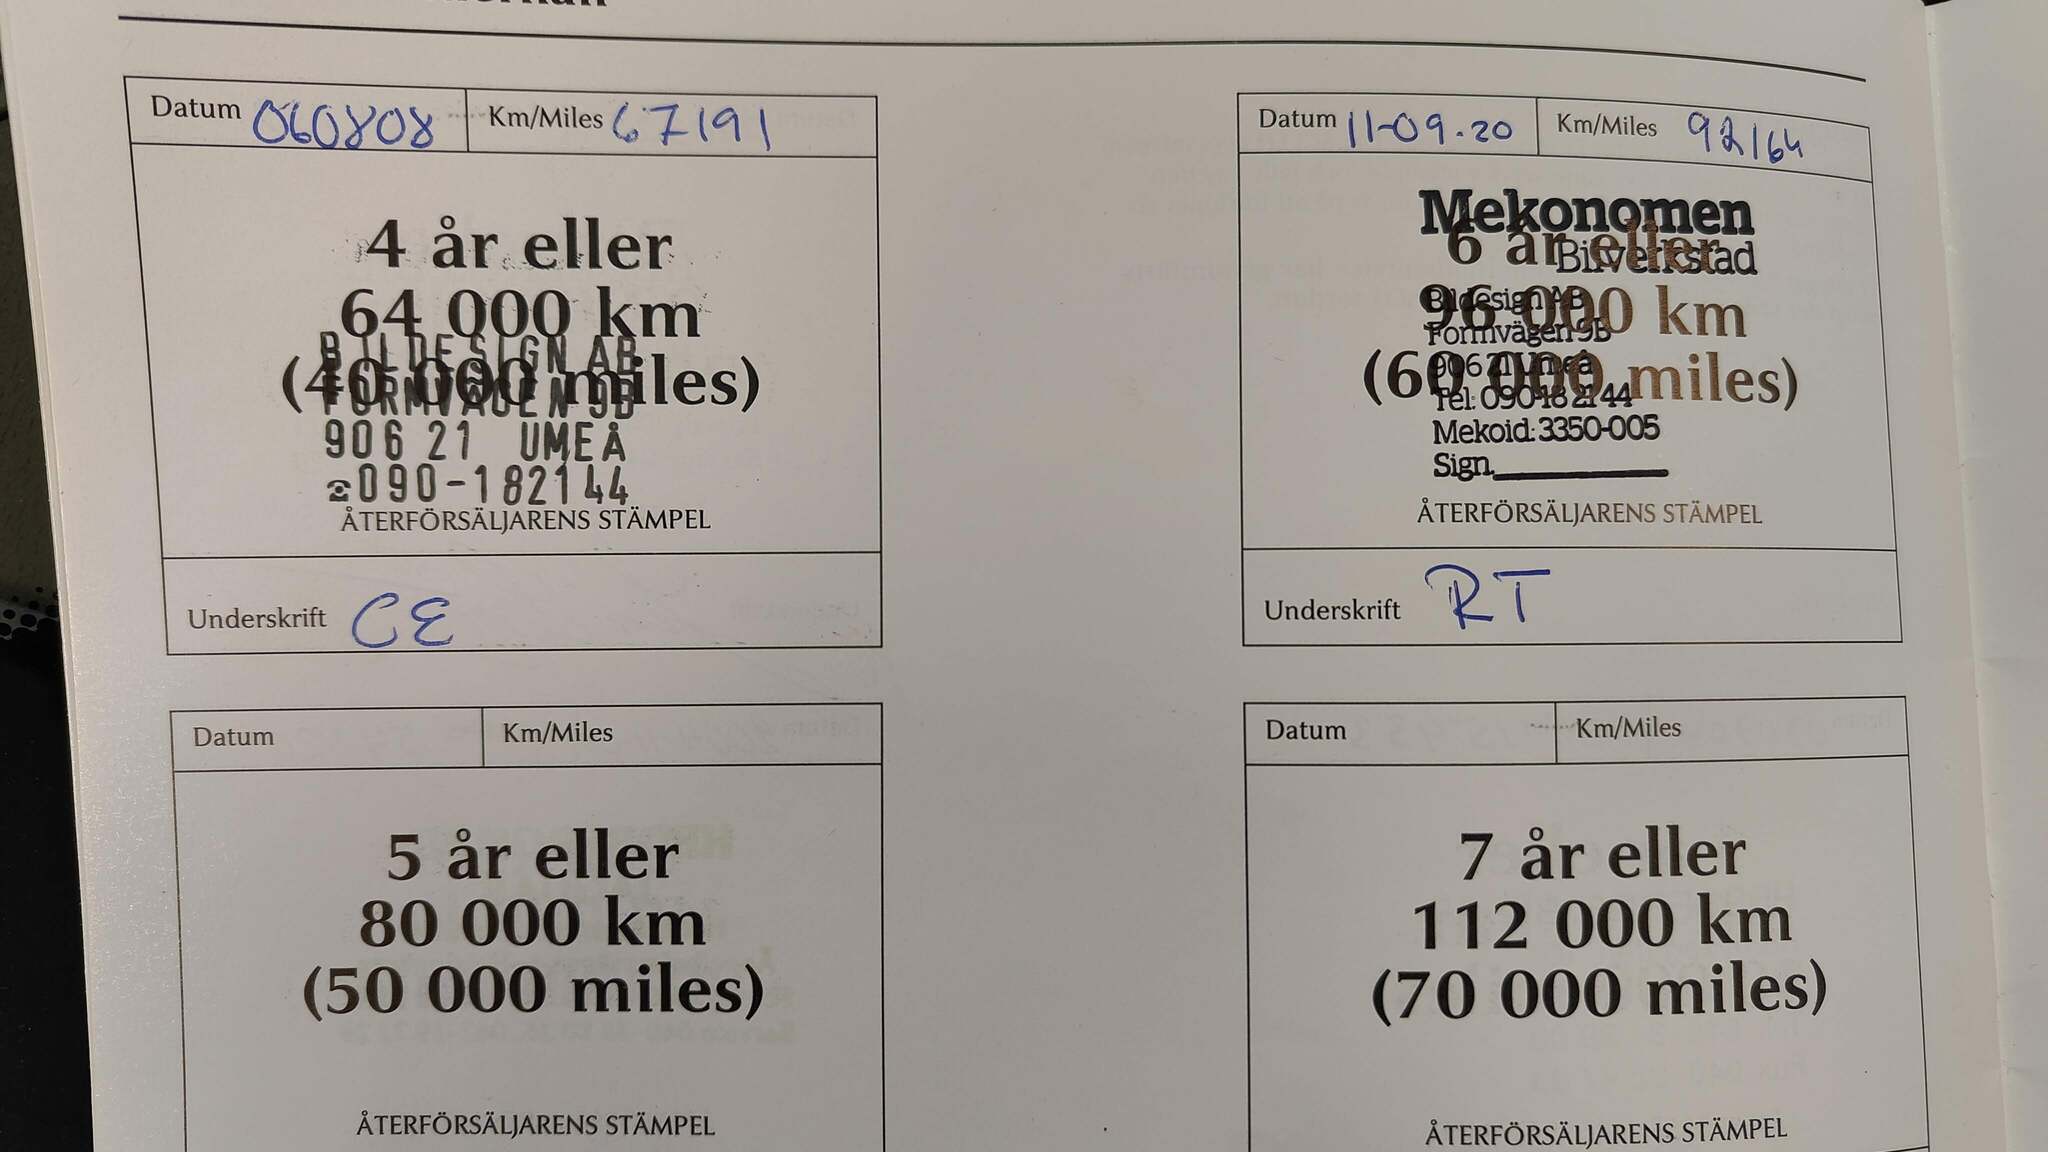 Datum 060808 Km/Miles 67191
4 år eller
64 000 km
(40 000 miles)
BILDESIGN AB
FORMVÄGEN 9B
906 21 UMEÅ
☎090-182144
ÅTERFÖRSÄLJARENS STÄMPEL
Underskrift CE
Datum 11-09-20 Km/Miles 92164
Mekonomen
6 år eller
Bilverkstad
96 000 km
Bildesign AB
Formvägen 9B
(60 000 miles)
906 21 Umeå
Tel: 090-18 21 44
Mekoid: 3350-005
Sign.
ÅTERFÖRSÄLJARENS STÄMPEL
Underskrift RT
Datum Km/Miles
5 år eller
80 000 km
(50 000 miles)
ÅTERFÖRSÄLJARENS STÄMPEL
Datum Km/Miles
7 år eller
112 000 km
(70 000 miles)
ÅTERFÖRSÄLJARENS STÄMPEL